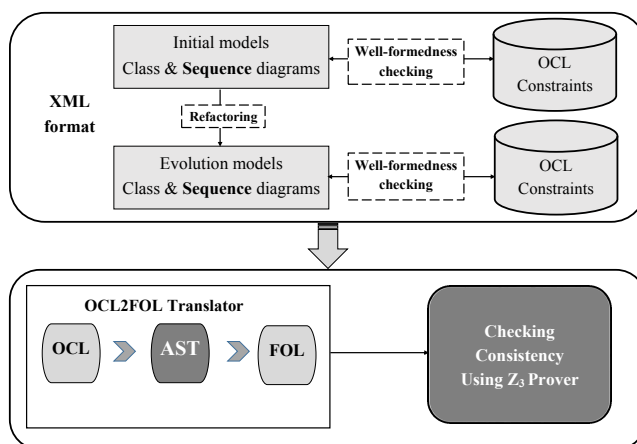 Initial models
Class & Sequence diagrams
Well-formedness
checking
OCL
Constraints
XML
format
Refactoring
Evolution models
Class & Sequence diagrams
Well-formedness
checking
OCL
Constraints
OCL2FOL Translator
OCL
AST
FOL
Checking
Consistency
Using Z3 Prover